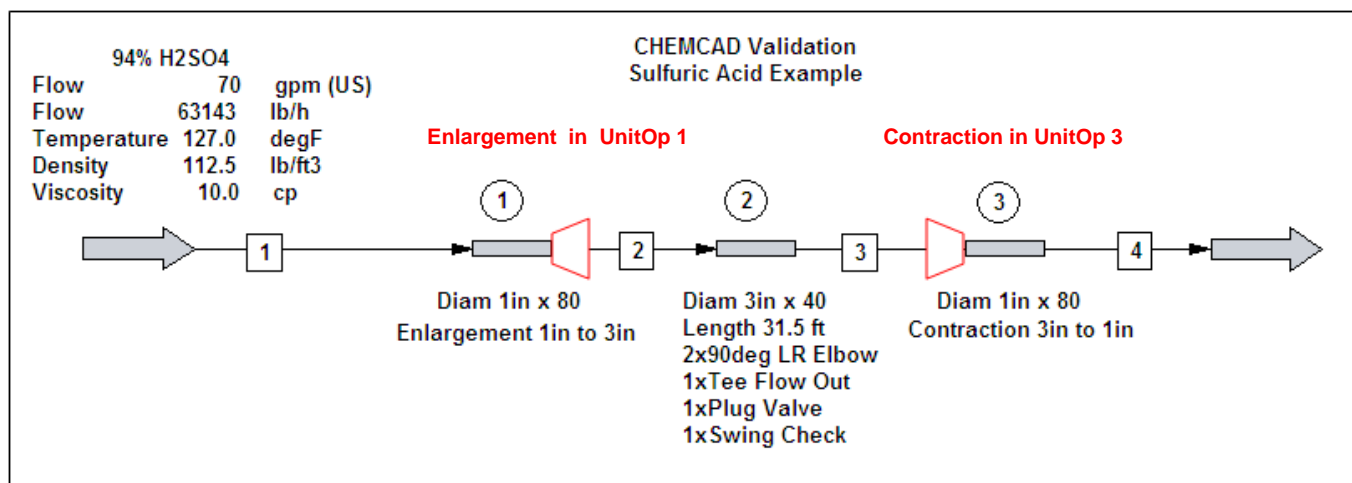 CHEMCAD Validation
Sulfuric Acid Example
94% H2SO4
Flow 70 gpm (US)
Flow 63143 lb/h
Temperature 127.0 degF
Density 112.5 lb/ft3
Viscosity 10.0 cp
Enlargement in UnitOp 1
Contraction in UnitOp 3
1
2
3
1
2
3
4
Diam 1in x 80
Enlargement 1in to 3in
Diam 3in x 40
Length 31.5 ft
2x90deg LR Elbow
1xTee Flow Out
1xPlug Valve
1xSwing Check
Diam 1in x 80
Contraction 3in to 1in